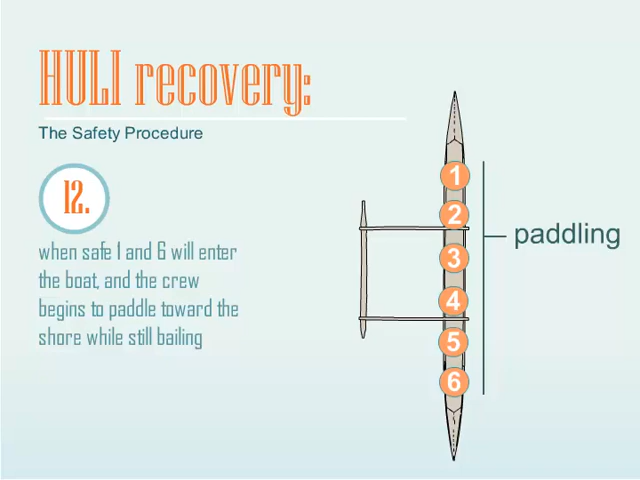 HULI recovery:
The Safety Procedure
12.
when safe 1 and 6 will enter
the boat, and the crew
begins to paddle toward the
shore while still bailing
1
2
3
4
5
6
paddling